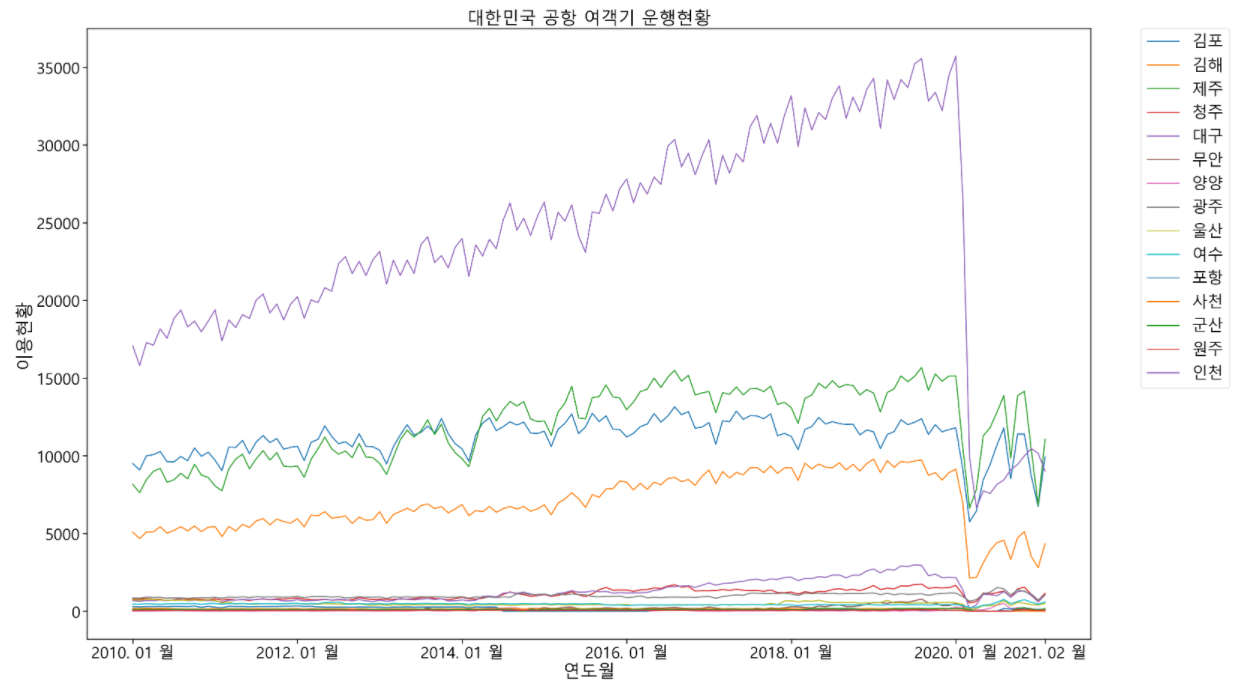 대한민국 공항 여객기 운행현황
35000
30000
25000
20000
15000
10000
5000
0
이용현황
2010. 01 월
2012. 01 월
2014. 01 월
2016. 01 월
2018. 01 월
2020. 01 월
2021. 02 월
연도월
김포
김해
제주
청주
대구
무안
양양
광주
울산
여수
포항
사천
군산
원주
인천